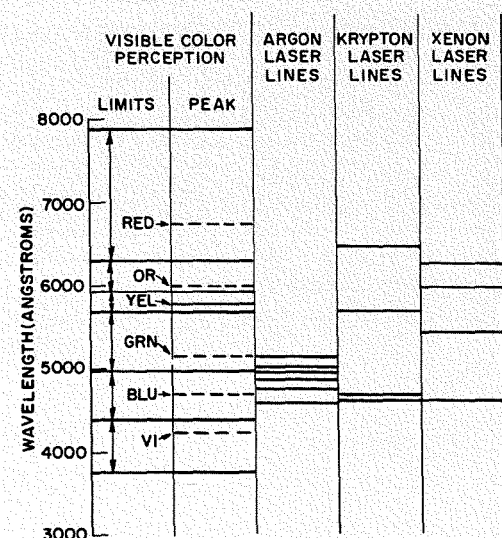 VISIBLE COLOR
PERCEPTION
ARGON
LASER
LINES
KRYPTON
LASER
LINES
XENON
LASER
LINES
LIMITS
PEAK
WAVELENGTH (ANGSTROMS)
8000
7000
6000
5000
4000
3000
RED
OR
YEL
GRN
BLU
VI